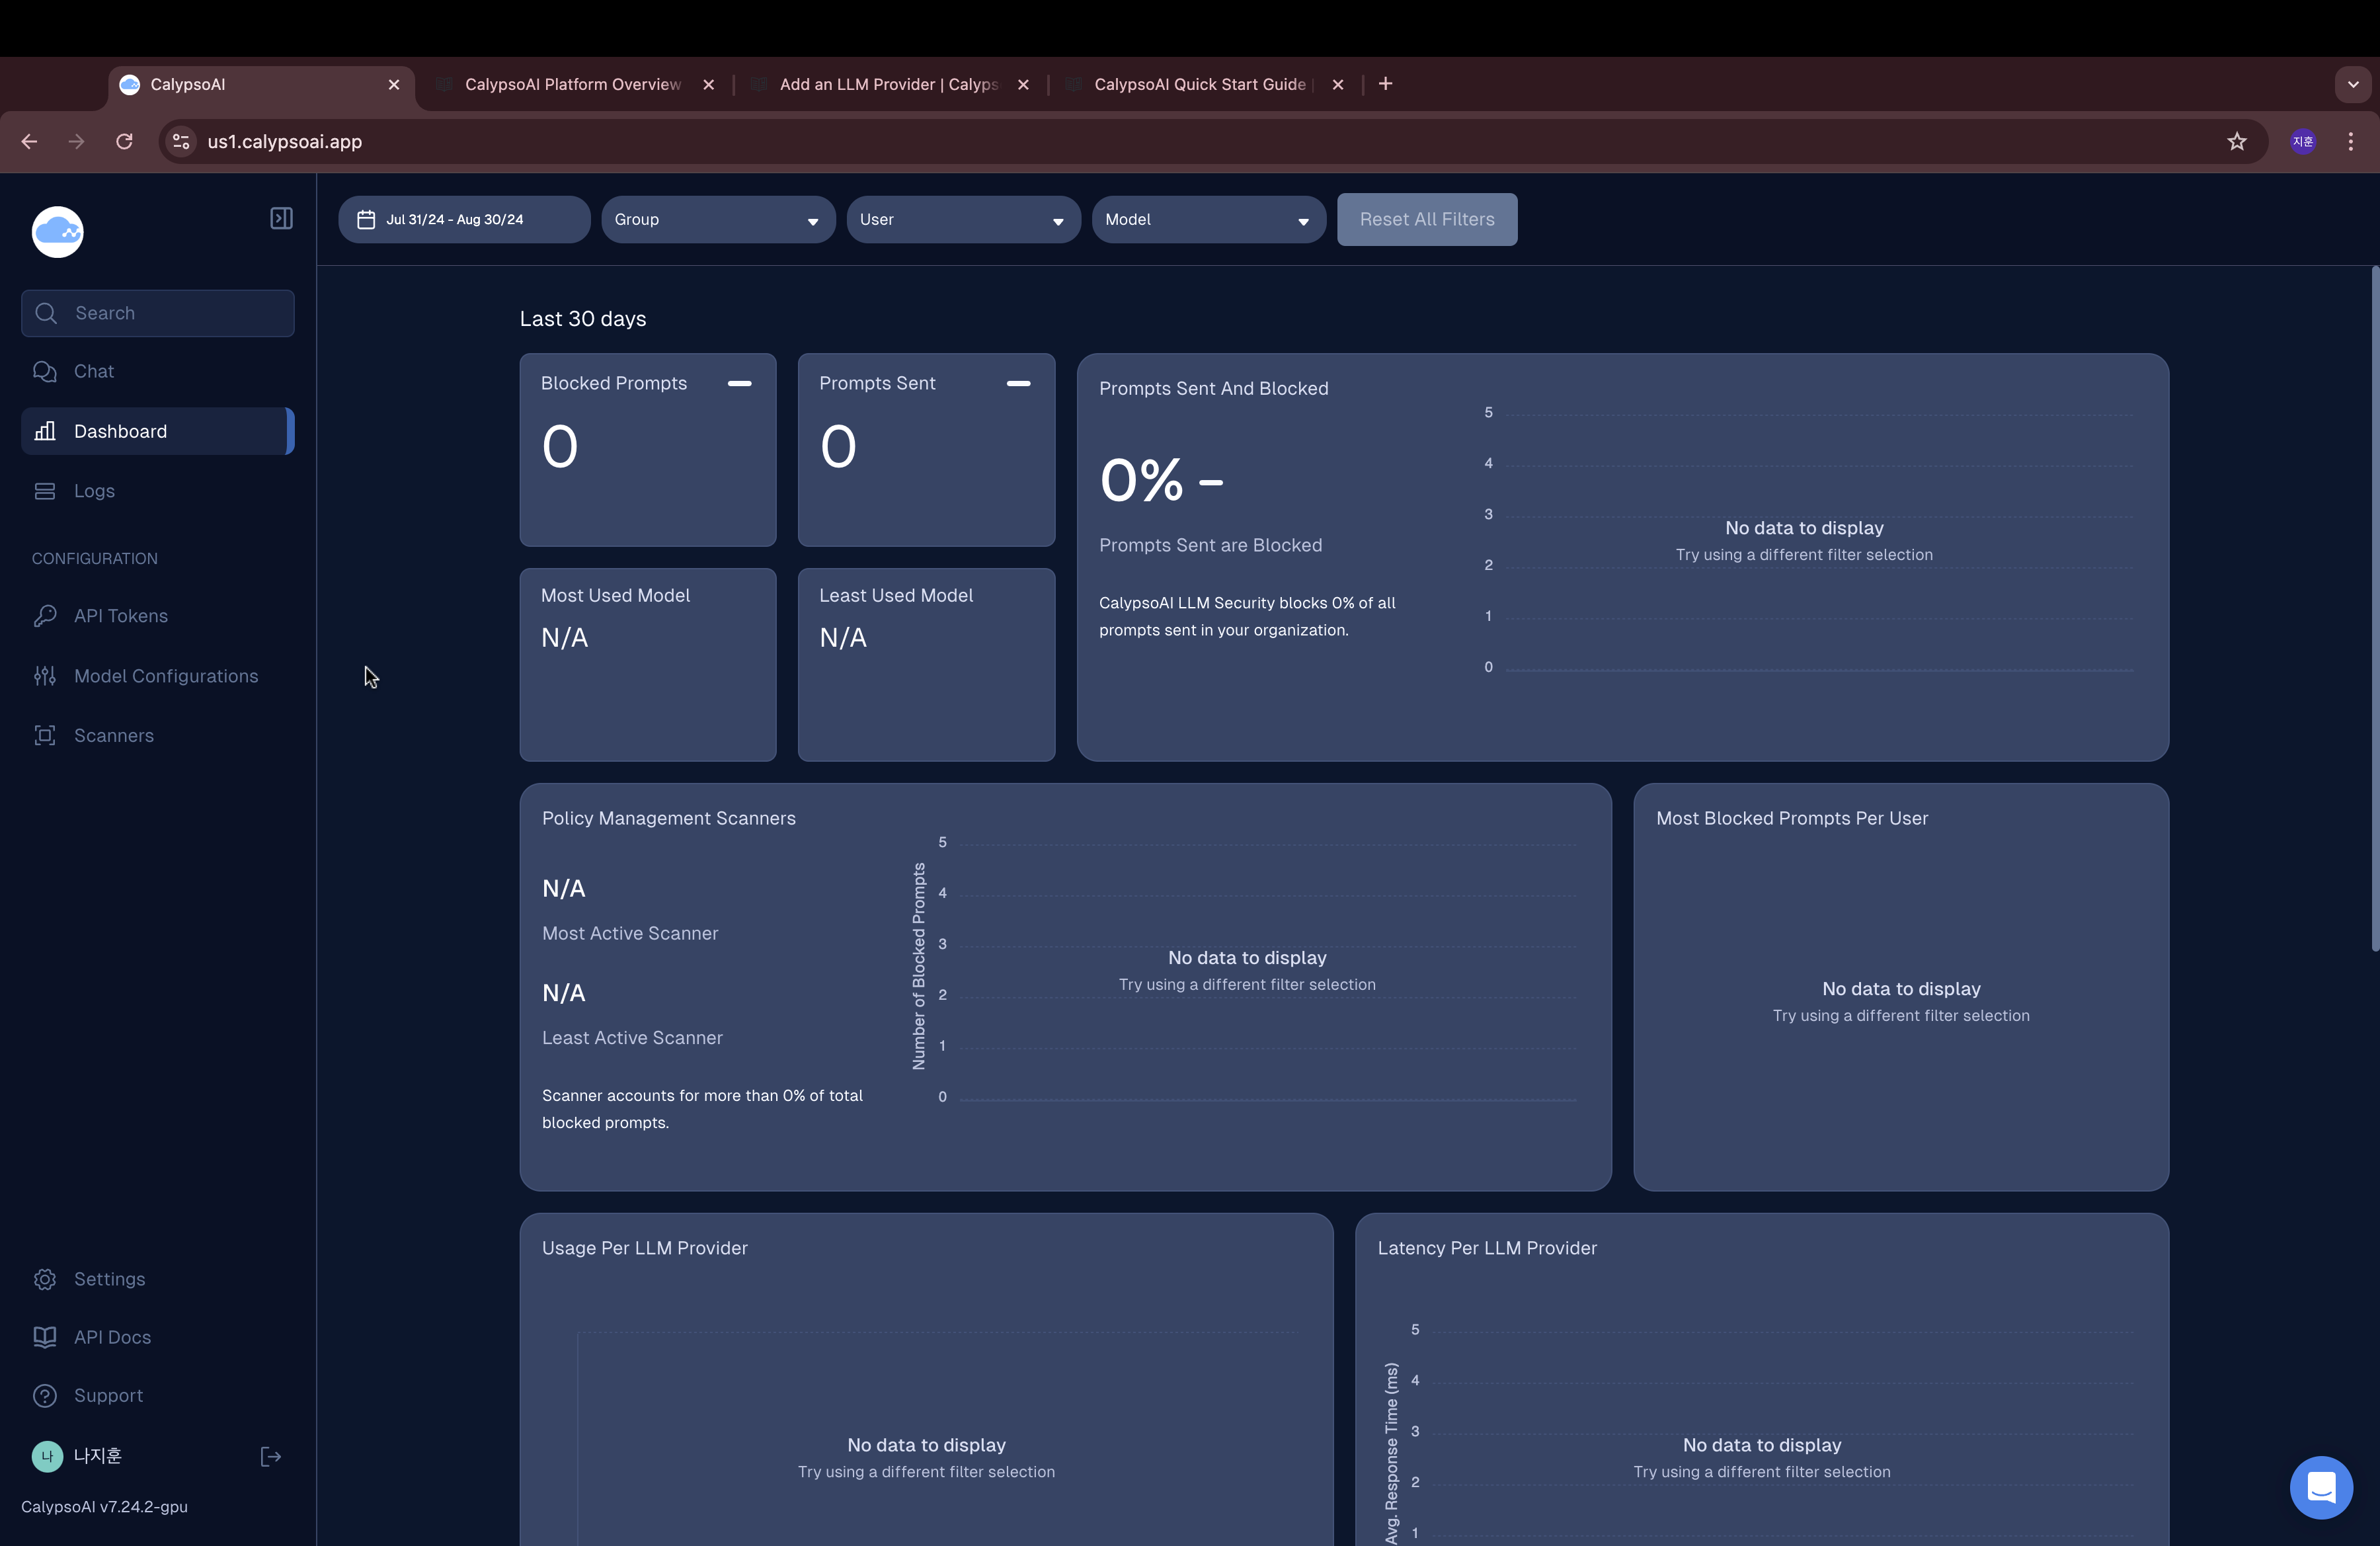 CalypsoAI
CalypsoAI Platform Overview
Add an LLM Provider | Calyps
CalypsoAI Quick Start Guide |
us1.calypsoai.app
지훈
Jul 31/24 - Aug 30/24
Group
User
Model
Reset All Filters
Search
Chat
Dashboard
Logs
CONFIGURATION
API Tokens
Model Configurations
Scanners
Settings
API Docs
Support
나
나지훈
CalypsoAI v7.24.2-gpu
Last 30 days
Blocked Prompts
0
Prompts Sent
0
Most Used Model
N/A
Least Used Model
N/A
Prompts Sent And Blocked
0% -
Prompts Sent are Blocked
CalypsoAI LLM Security blocks 0% of all
prompts sent in your organization.
5
4
3
2
1
0
No data to display
Try using a different filter selection
Policy Management Scanners
N/A
Most Active Scanner
N/A
Least Active Scanner
Scanner accounts for more than 0% of total
blocked prompts.
Number of Blocked Prompts
5
4
3
2
1
0
No data to display
Try using a different filter selection
Most Blocked Prompts Per User
No data to display
Try using a different filter selection
Usage Per LLM Provider
No data to display
Try using a different filter selection
Latency Per LLM Provider
Avg. Response Time (ms)
5
4
3
2
1
No data to display
Try using a different filter selection